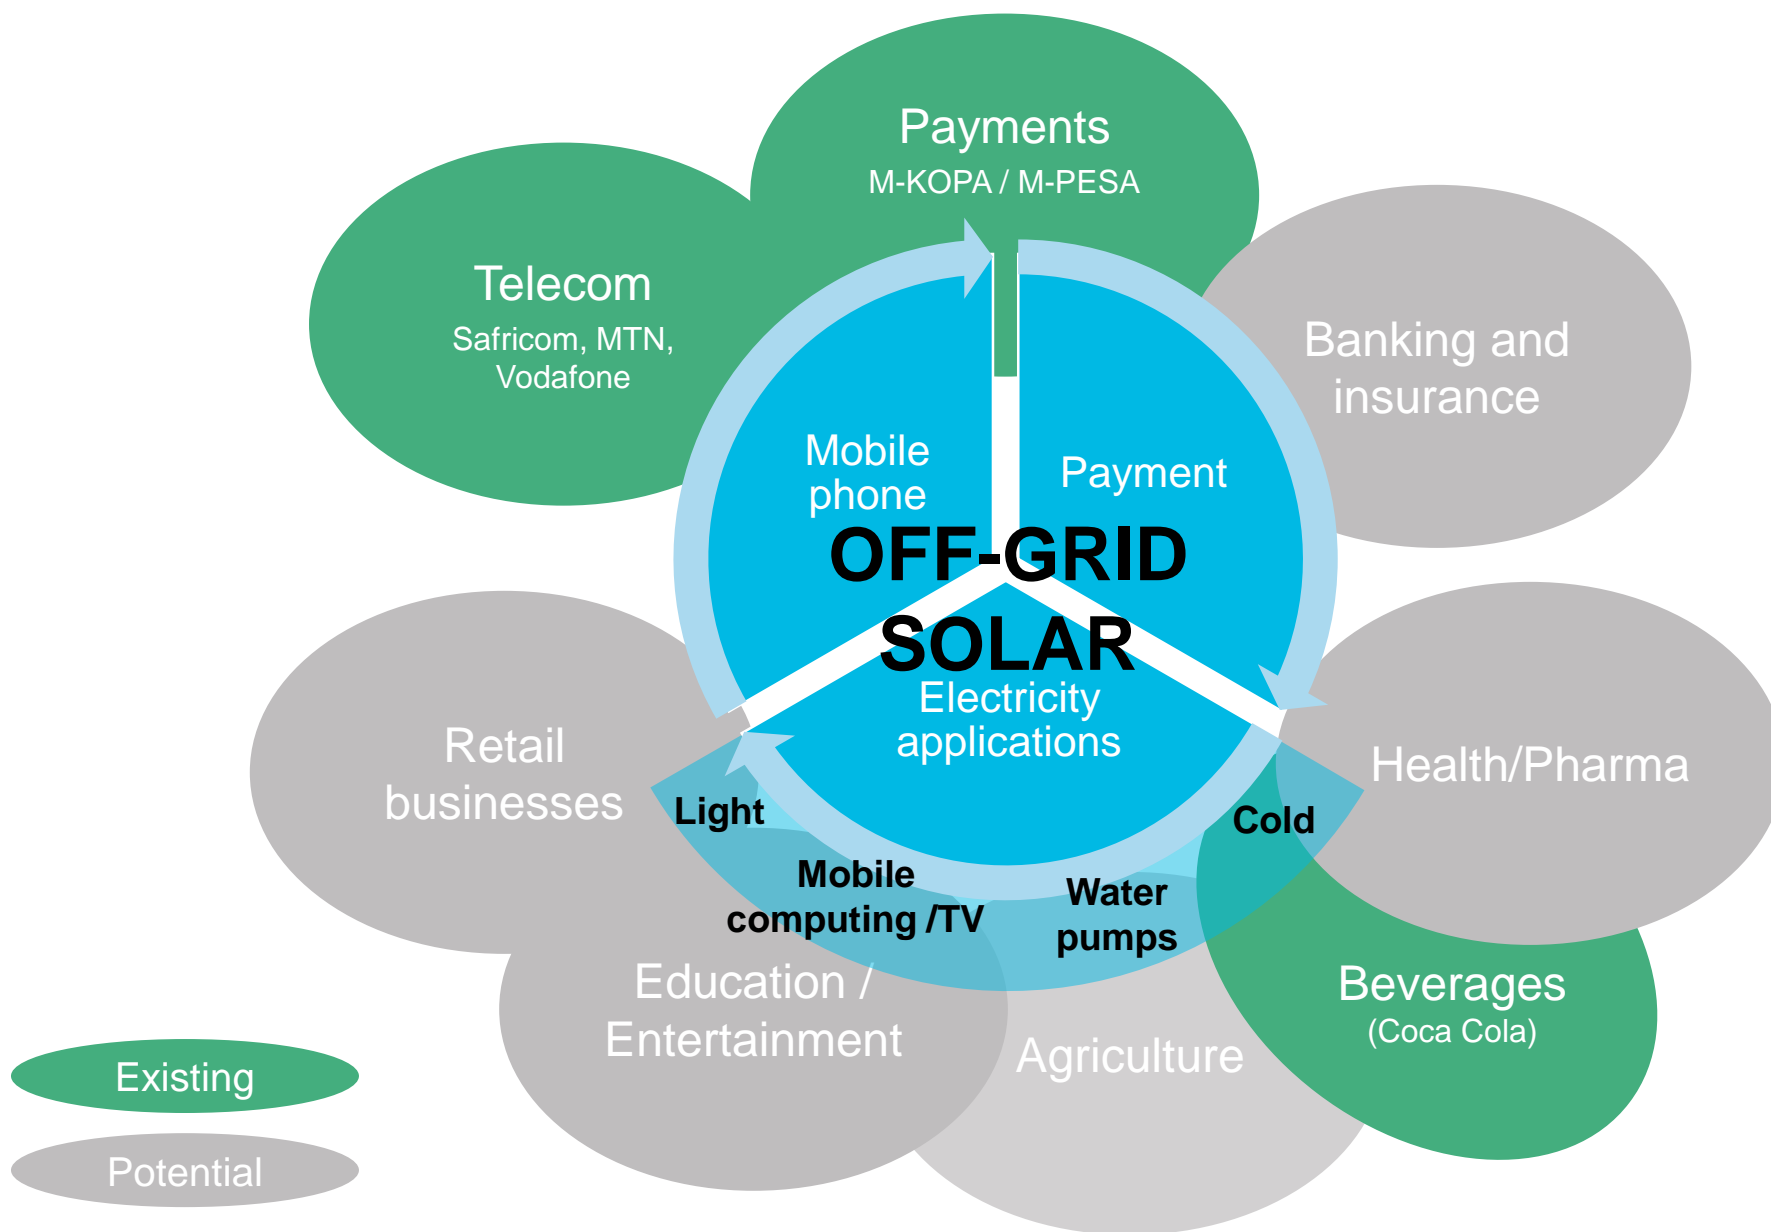 Payments
M-KOPA / M-PESA
Telecom
Safricom, MTN,
Vodafone
Banking and
insurance
Mobile
phone
Payment
OFF-GRID
SOLAR
Electricity
applications
Retail
businesses
Health/Pharma
Light
Cold
Mobile
computing /TV
Water
pumps
Education /
Entertainment
Agriculture
Beverages
(Coca Cola)
Existing
Potential